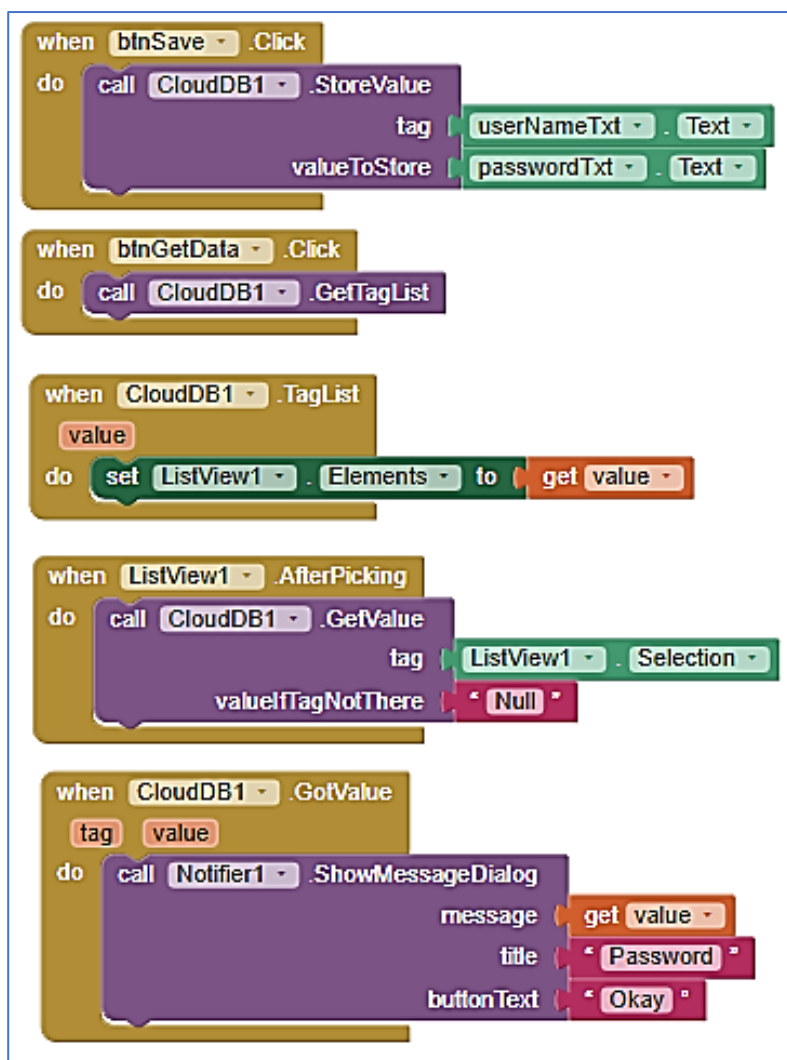 when btnSave .Click
do call CloudDB1 .StoreValue
tag userNameTxt . Text
valueToStore passwordTxt . Text
when btnGetData .Click
do call CloudDB1 .GetTagList
when CloudDB1 .TagList
value
do set ListView1 . Elements to get value
when ListView1 .AfterPicking
do call CloudDB1 .GetValue
tag ListView1 . Selection
valueIfTagNotThere “ Null ”
when CloudDB1 .GotValue
tag value
do call Notifier1 .ShowMessageDialog
message get value
title “ Password ”
buttonText “ Okay ”